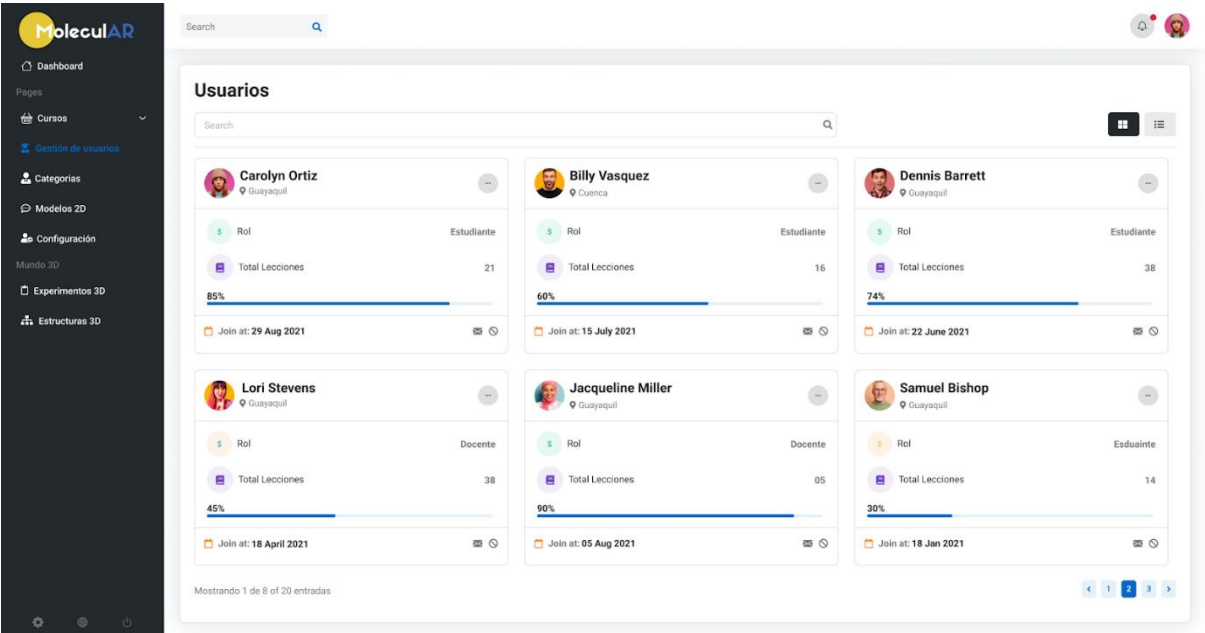 MoleculAR
Dashboard
Pages
Cursos
Gestión de usuarios
Categorias
Modelos 2D
Configuración
Mundo 3D
Experimentos 3D
Estructuras 3D
Search
Usuarios
Search
Carolyn Ortiz
Guayaquil
$ Rol Estudiante
Total Lecciones 21
85%
Join at: 29 Aug 2021
Billy Vasquez
Cuenca
$ Rol Estudiante
Total Lecciones 16
60%
Join at: 15 July 2021
Dennis Barrett
Guayaquil
$ Rol Estudiante
Total Lecciones 38
74%
Join at: 22 June 2021
Lori Stevens
Guayaquil
$ Rol Docente
Total Lecciones 38
45%
Join at: 18 April 2021
Jacqueline Miller
Guayaquil
$ Rol Docente
Total Lecciones 05
90%
Join at: 05 Aug 2021
Samuel Bishop
Guayaquil
$ Rol Esduainte
Total Lecciones 14
30%
Join at: 18 Jan 2021
Mostrando 1 de 8 of 20 entradas
1 2 3